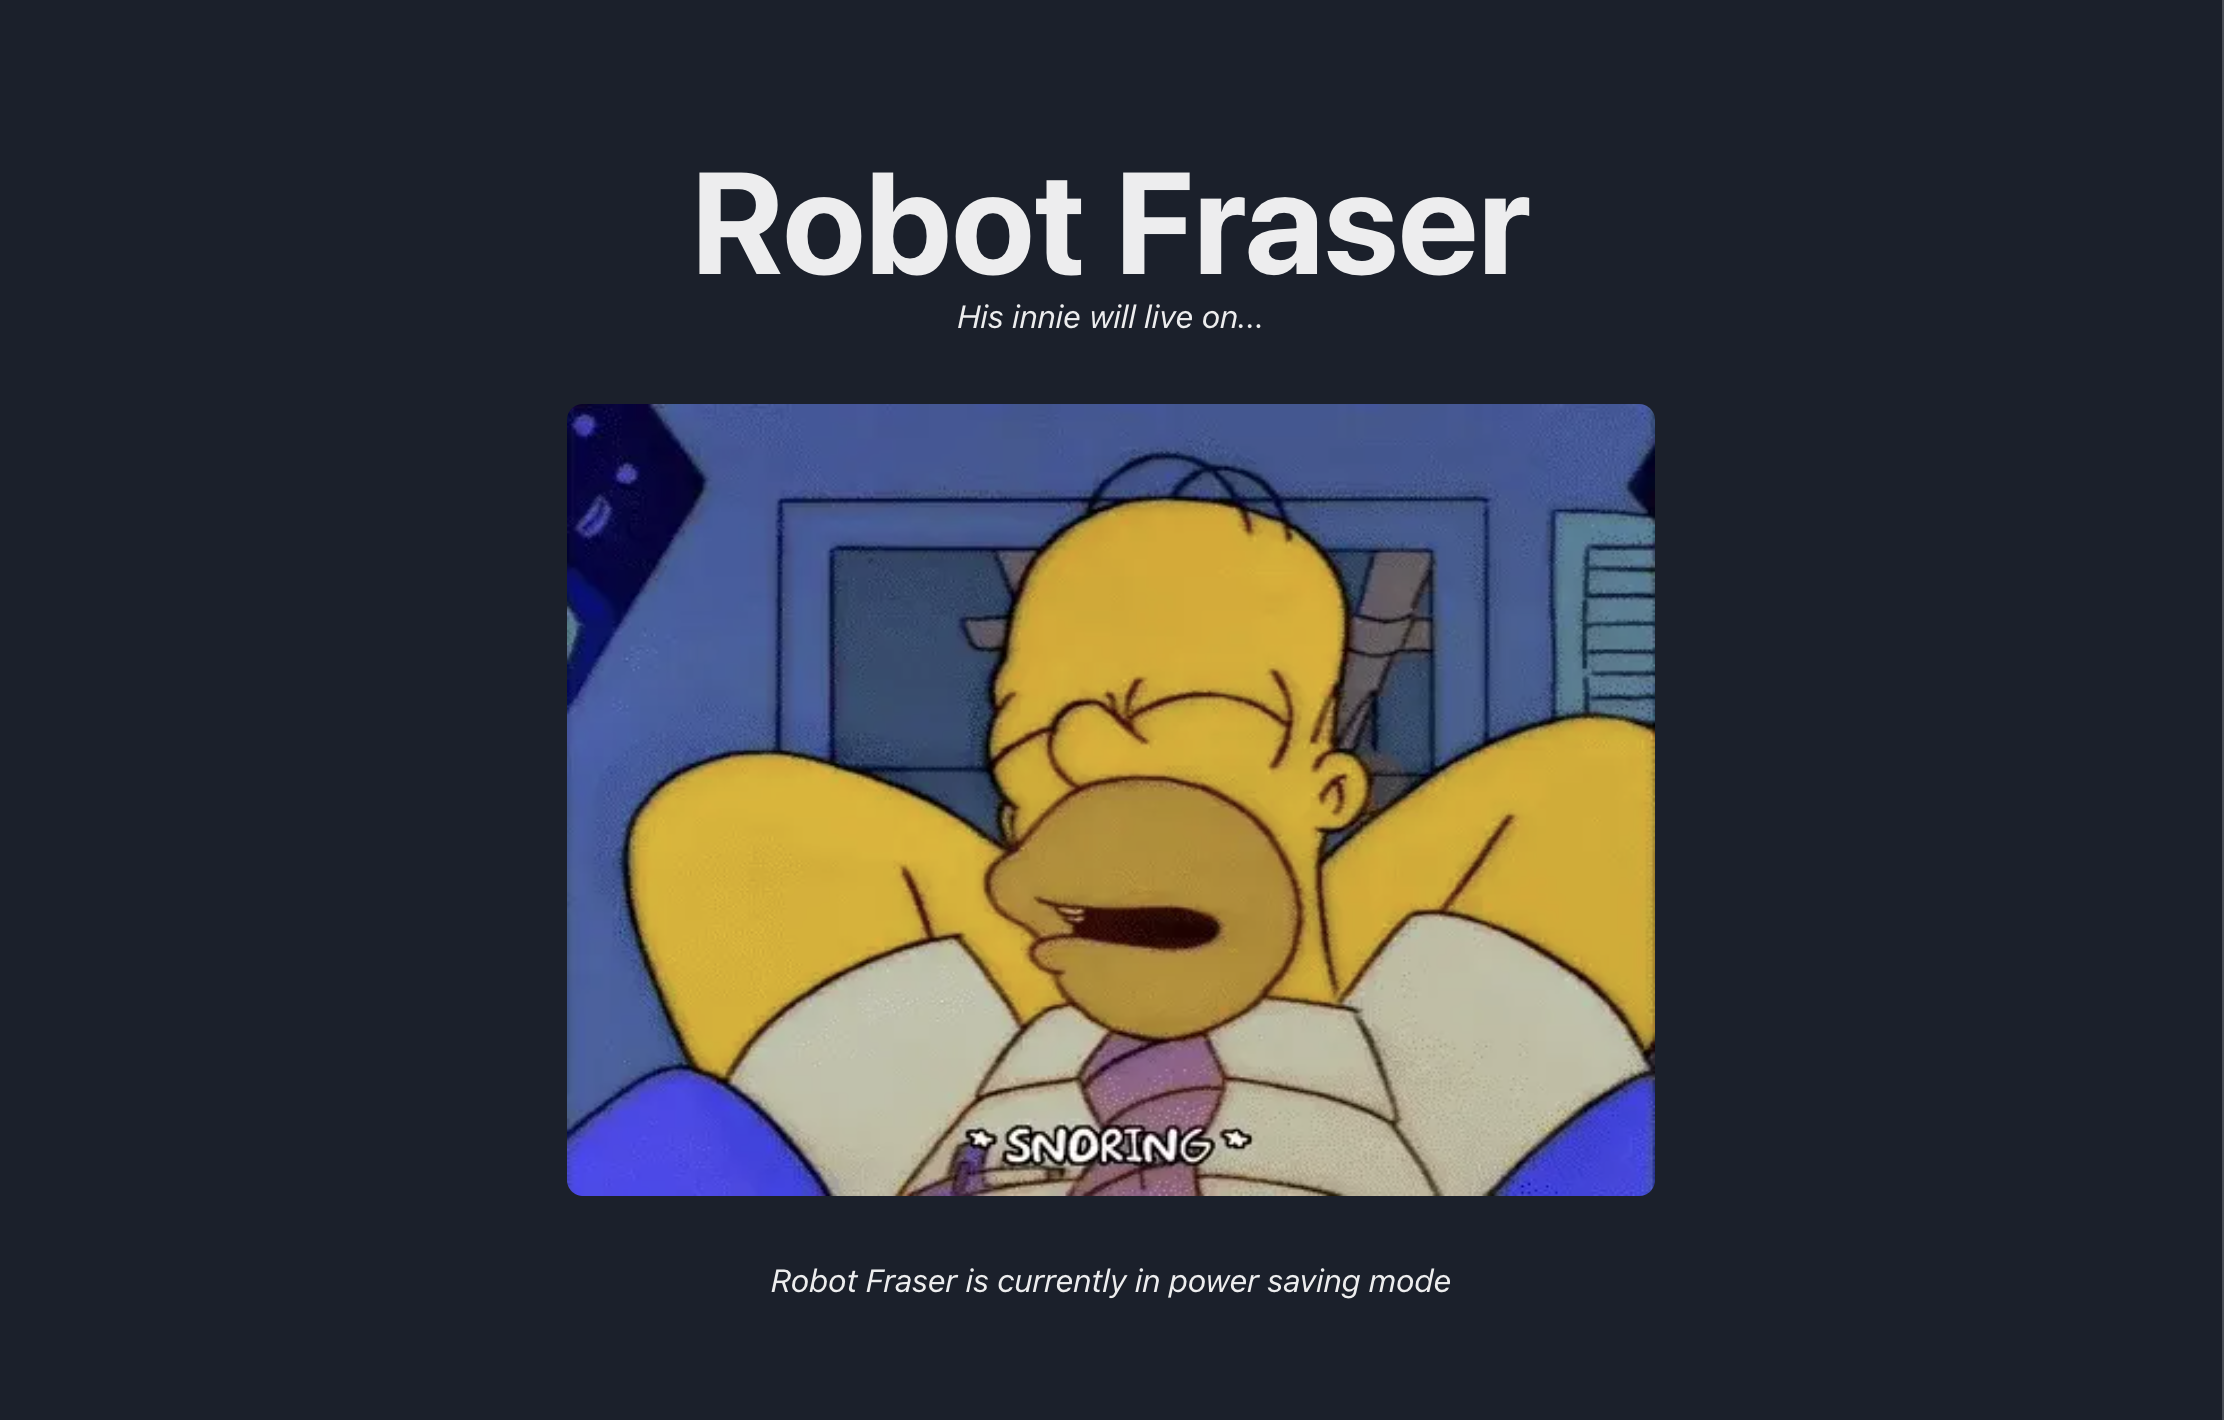 Robot Fraser
His innie will live on...
* SNORING *
Robot Fraser is currently in power saving mode